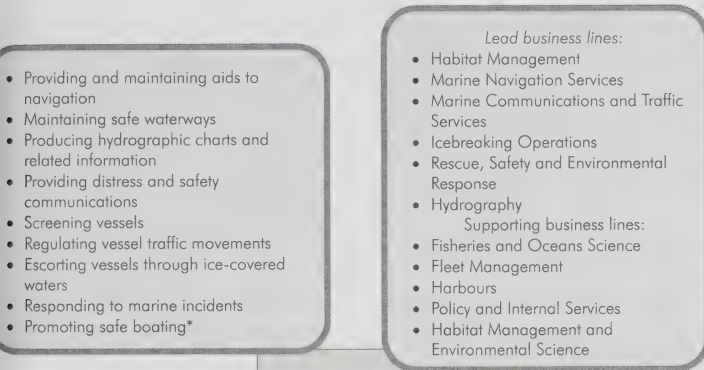 • Providing and maintaining aids to
navigation
• Maintaining safe waterways
• Producing hydrographic charts and
related information
• Providing distress and safety
communications
• Screening vessels
• Regulating vessel traffic movements
• Escorting vessels through ice-covered
waters
• Responding to marine incidents
• Promoting safe boating*
Lead business lines:
• Habitat Management
• Marine Navigation Services
• Marine Communications and Traffic
Services
• Icebreaking Operations
• Rescue, Safety and Environmental
Response
• Hydrography
Supporting business lines:
• Fisheries and Oceans Science
• Fleet Management
• Harbours
• Policy and Internal Services
• Habitat Management and
Environmental Science